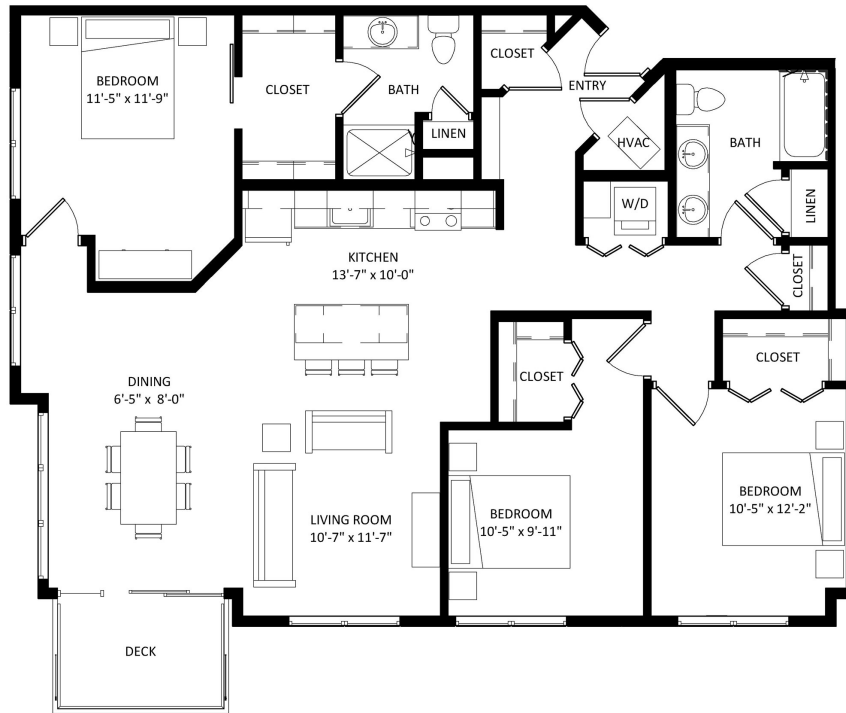 BEDROOM
11'-5" x 11'-9"
CLOSET
BATH
LINEN
CLOSET
ENTRY
HVAC
BATH
LINEN
W/D
CLOSET
KITCHEN
13'-7" x 10'-0"
DINING
6'-5" x 8'-0"
CLOSET
CLOSET
LIVING ROOM
10'-7" x 11'-7"
BEDROOM
10'-5" x 9'-11"
BEDROOM
10'-5" x 12'-2"
DECK